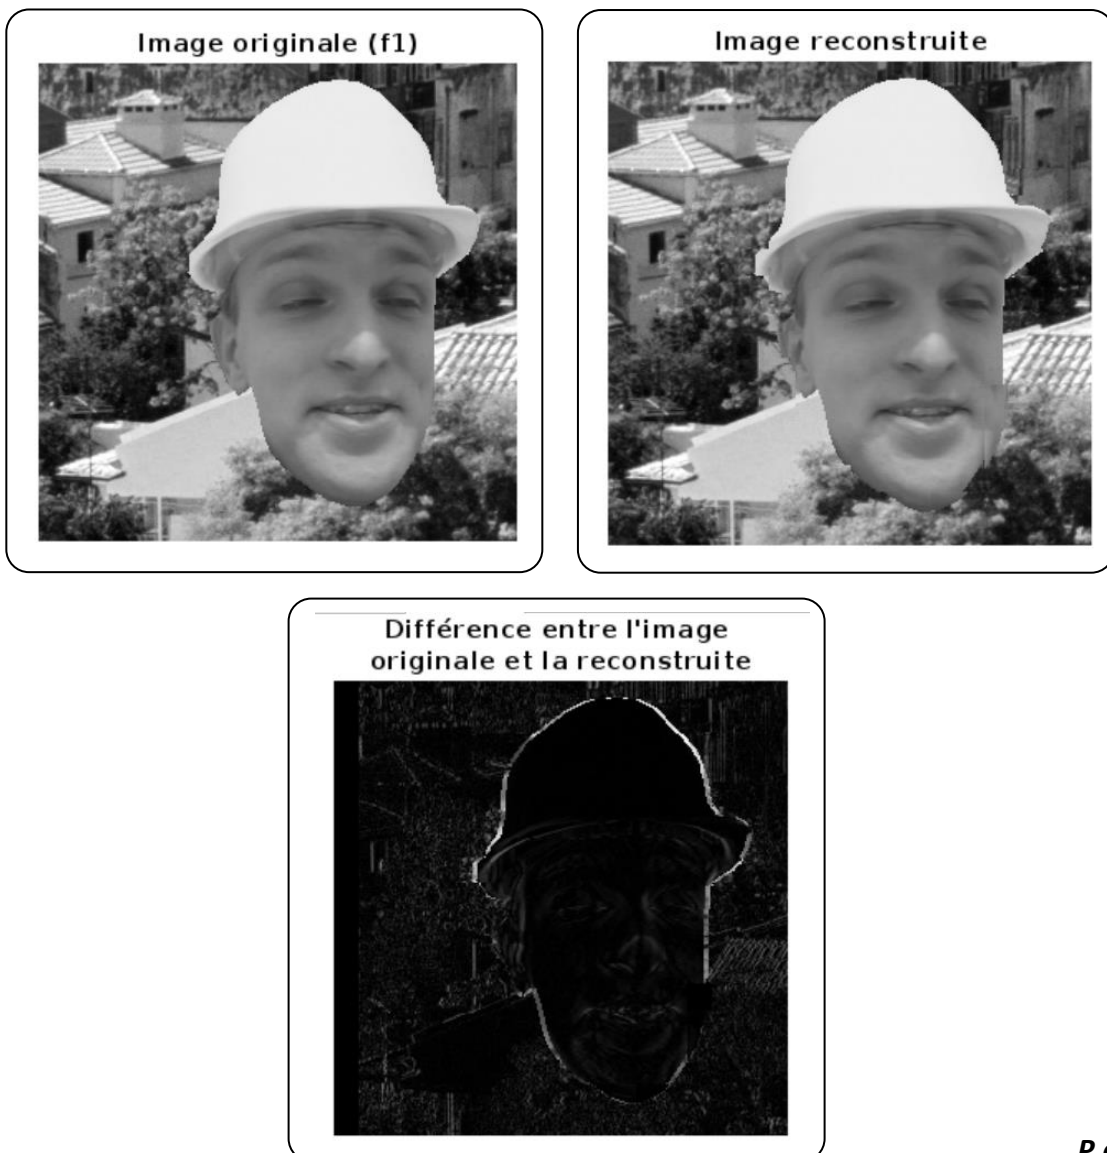 Image originale (f1)
Image reconstruite
Différence entre l'image
originale et la reconstruite